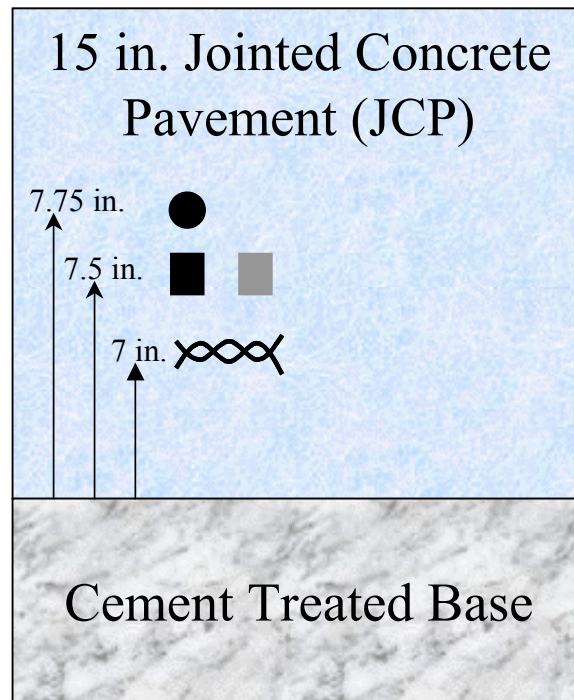 15 in. Jointed Concrete
Pavement (JCP)
7.75 in.
7.5 in.
7 in.
Cement Treated Base